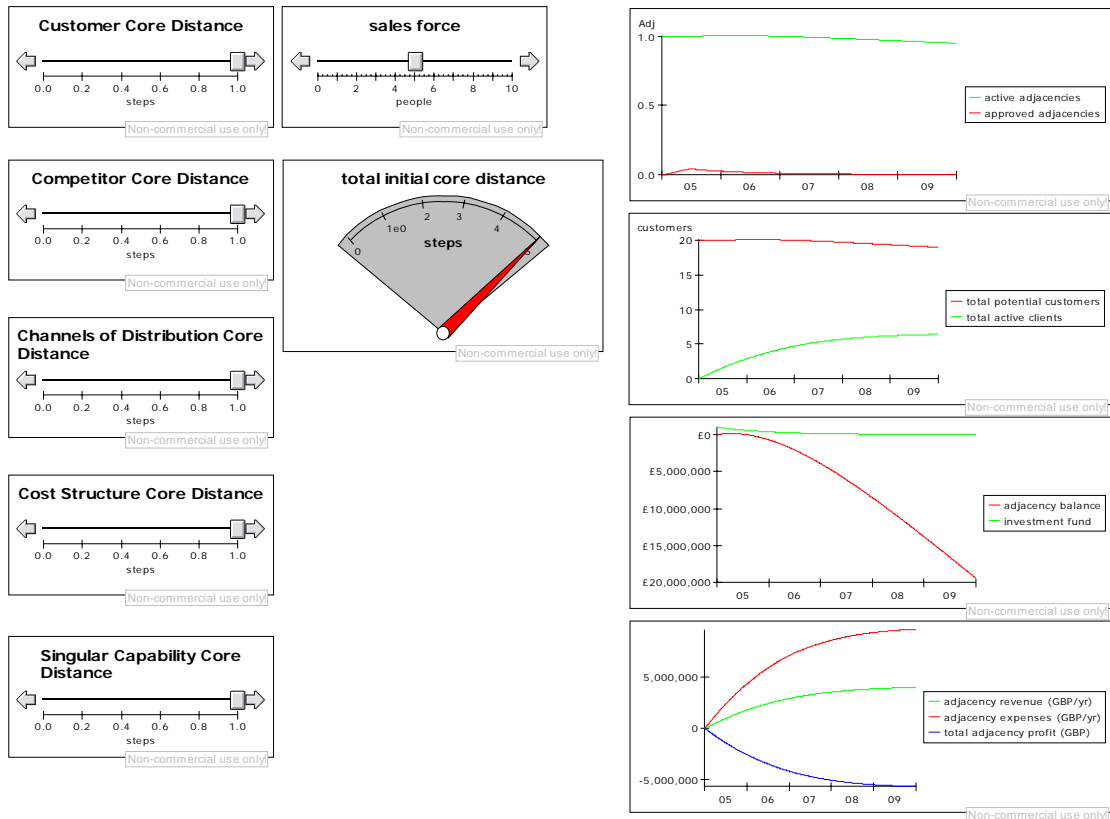 Customer Core Distance
0.0 0.2 0.4 0.6 0.8 1.0
steps
Non-commercial use only!
sales force
0 2 4 6 8 10
people
Non-commercial use only!
Competitor Core Distance
0.0 0.2 0.4 0.6 0.8 1.0
steps
Non-commercial use only!
total initial core distance
0 1e0 2 3 4 5
steps
Non-commercial use only!
Channels of Distribution Core
Distance
0.0 0.2 0.4 0.6 0.8 1.0
steps
Non-commercial use only!
Cost Structure Core Distance
0.0 0.2 0.4 0.6 0.8 1.0
steps
Non-commercial use only!
Singular Capability Core
Distance
0.0 0.2 0.4 0.6 0.8 1.0
steps
Non-commercial use only!
Adj
1.0
0.5
0.0
05 06 07 08 09
active adjacencies
approved adjacencies
Non-commercial use only!
customers
20
15
10
5
0
05 06 07 08 09
total potential customers
total active clients
Non-commercial use only!
£0
£5,000,000
£10,000,000
£15,000,000
£20,000,000
05 06 07 08 09
adjacency balance
investment fund
Non-commercial use only!
5,000,000
0
-5,000,000
05 06 07 08 09
adjacency revenue (GBP/yr)
adjacency expenses (GBP/yr)
total adjacency profit (GBP)
Non-commercial use only!